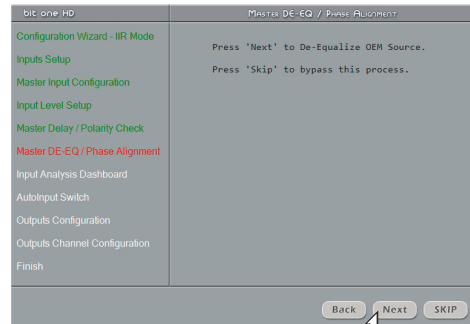 bit one HD
Master DE-EQ / Phase Alignment
Configuration Wizard - IIR Mode
Inputs Setup
Master Input Configuration
Input Level Setup
Master Delay / Polarity Check
Master DE-EQ / Phase Alignment
Input Analysis Dashboard
AutoInput Switch
Outputs Configuration
Outputs Channel Configuration
Finish
Press 'Next' to De-Equalize OEM Source.
Press 'Skip' to bypass this process.
Back
Next
SKIP